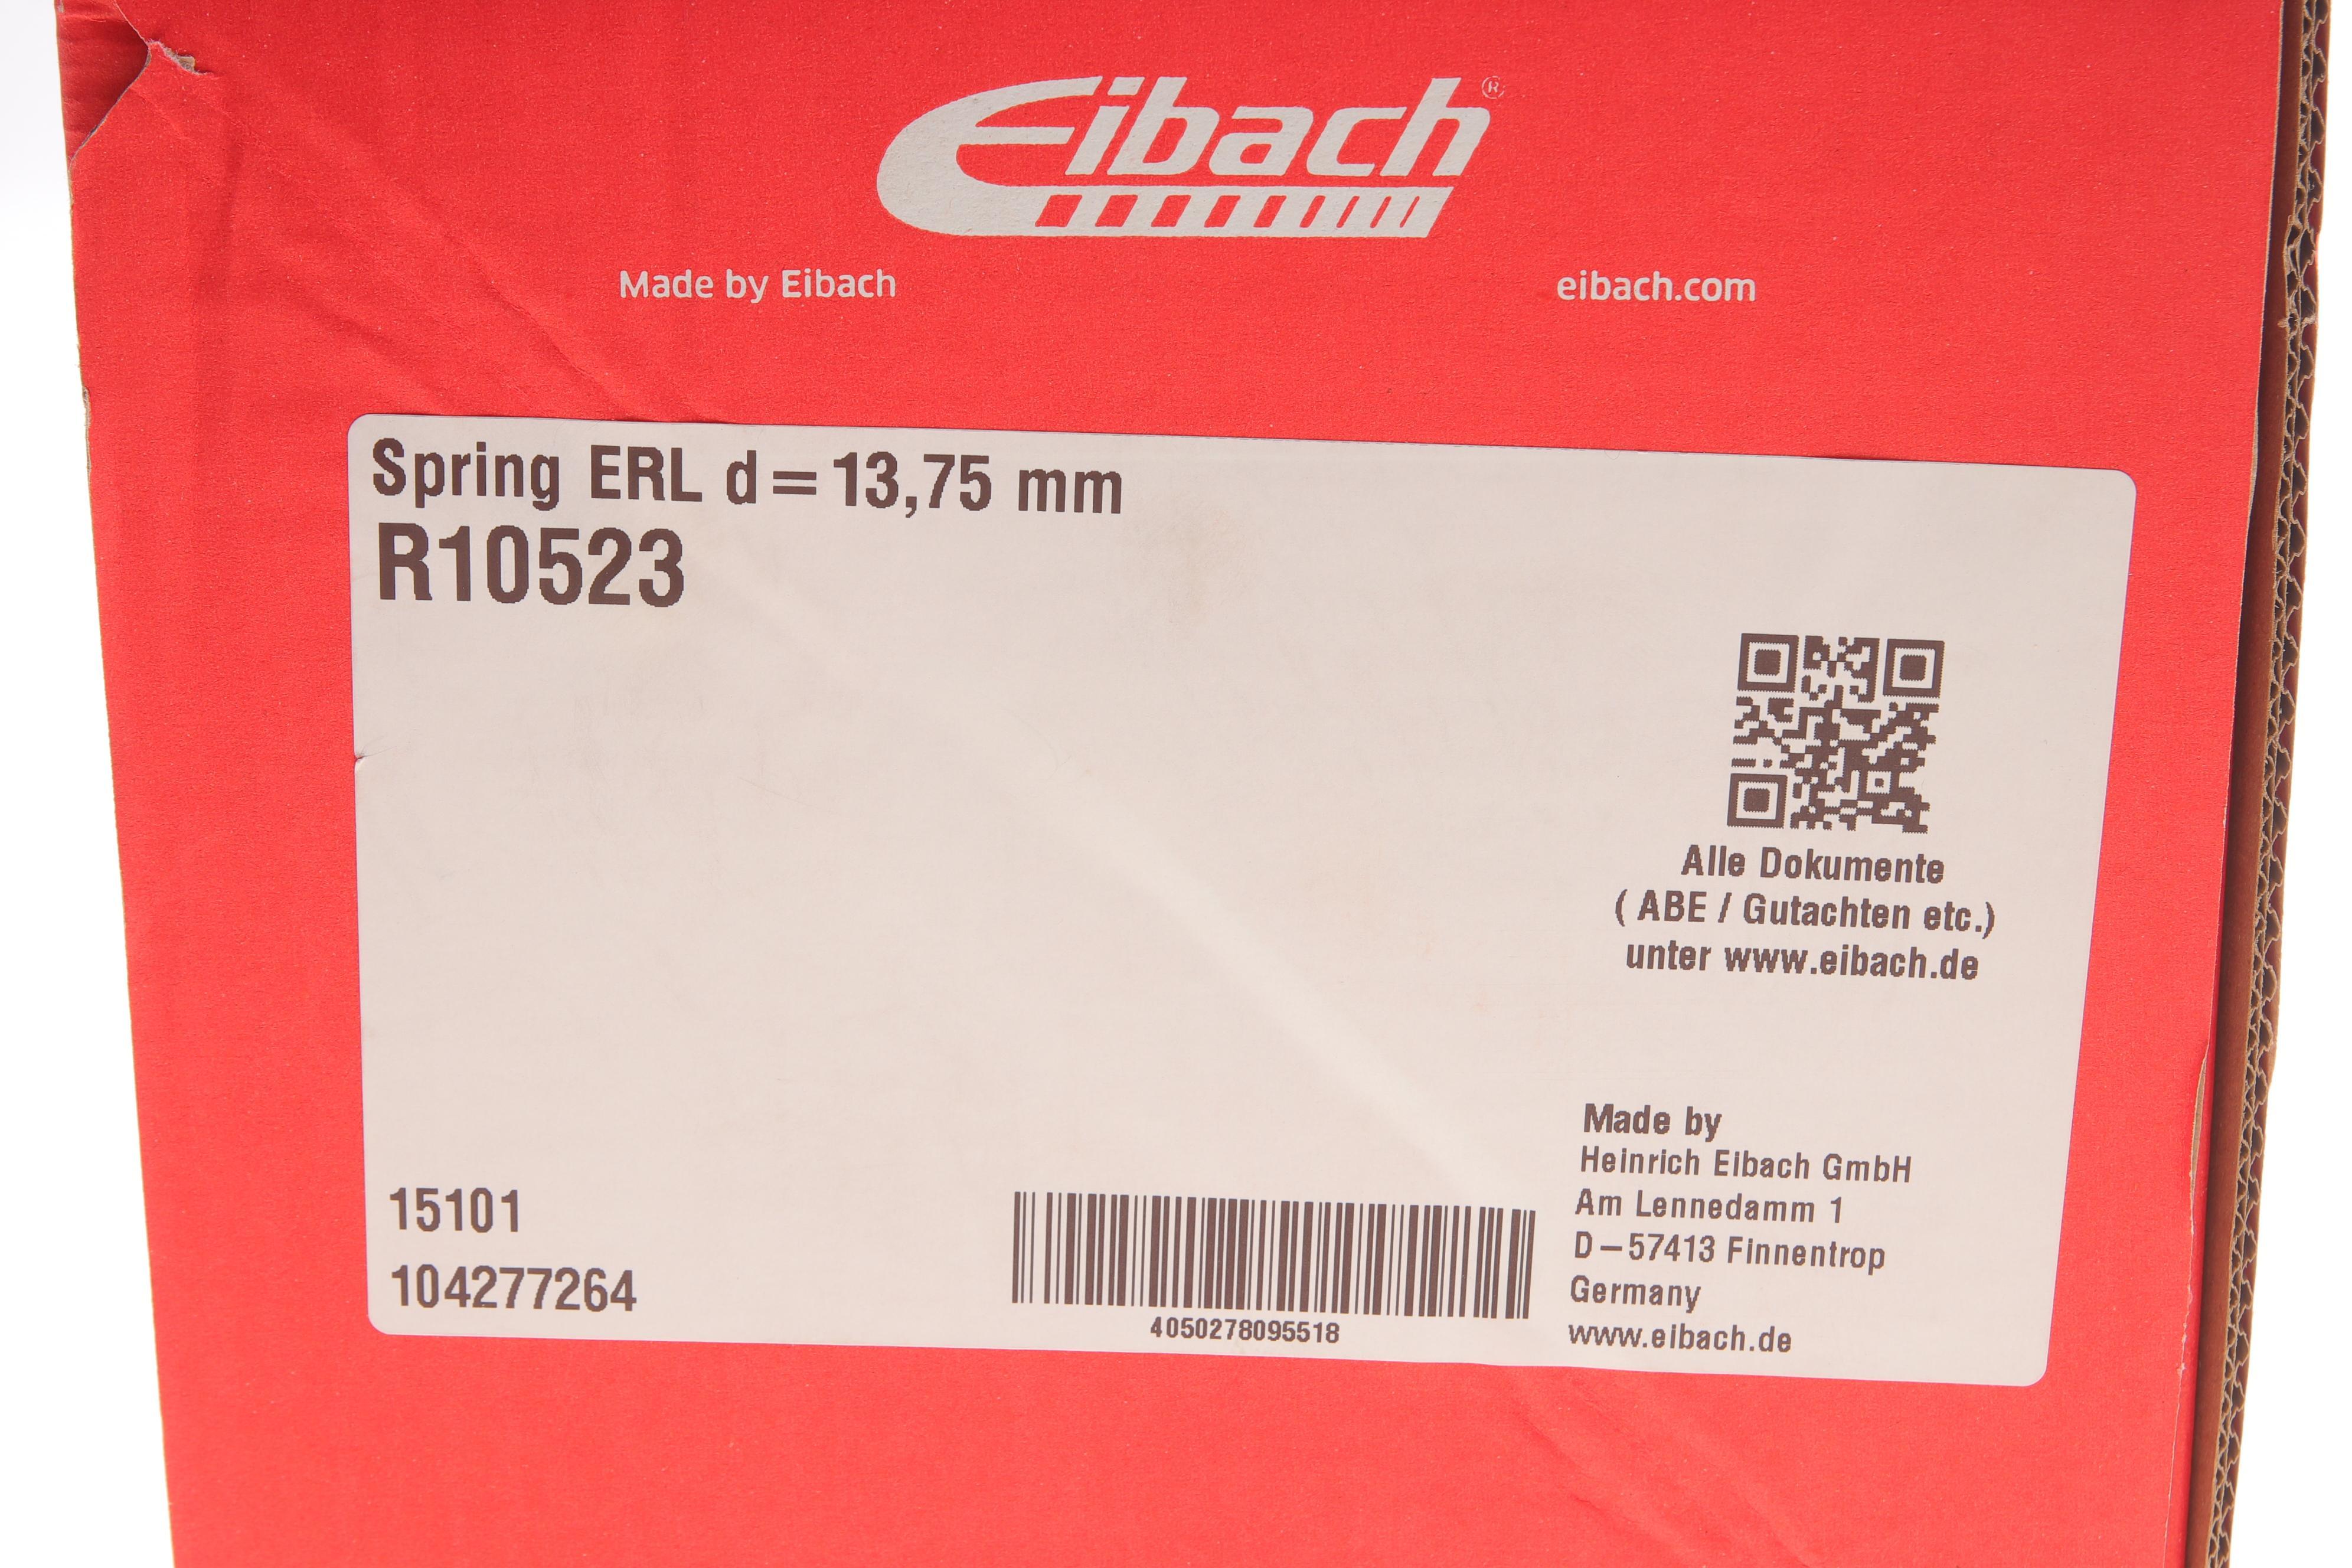 Eibach®
Made by Eibach
eibach.com
Spring ERL d=13,75 mm
R10523
Alle Dokumente
( ABE / Gutachten etc.)
unter www.eibach.de
15101
104277264
4050278095518
Made by
Heinrich Eibach GmbH
Am Lennedamm 1
D–57413 Finnentrop
Germany
www.eibach.de